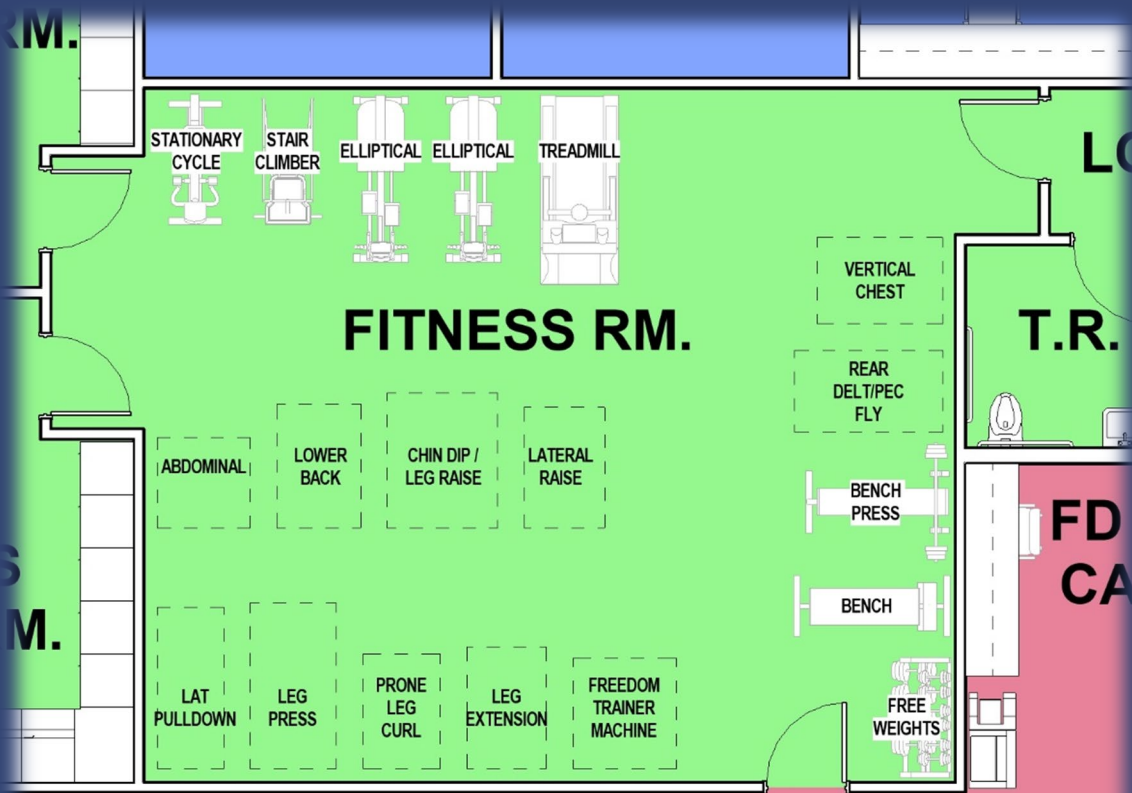 RM.
STATIONARY
CYCLE
STAIR
CLIMBER
ELLIPTICAL
ELLIPTICAL
TREADMILL
VERTICAL
CHEST
FITNESS RM.
T.R.
REAR
DELT/PEC
FLY
ABDOMINAL
LOWER
BACK
CHIN DIP /
LEG RAISE
LATERAL
RAISE
BENCH
PRESS
FD
CA
BENCH
S
M.
LAT
PULLDOWN
LEG
PRESS
PRONE
LEG
CURL
LEG
EXTENSION
FREEDOM
TRAINER
MACHINE
FREE
WEIGHTS